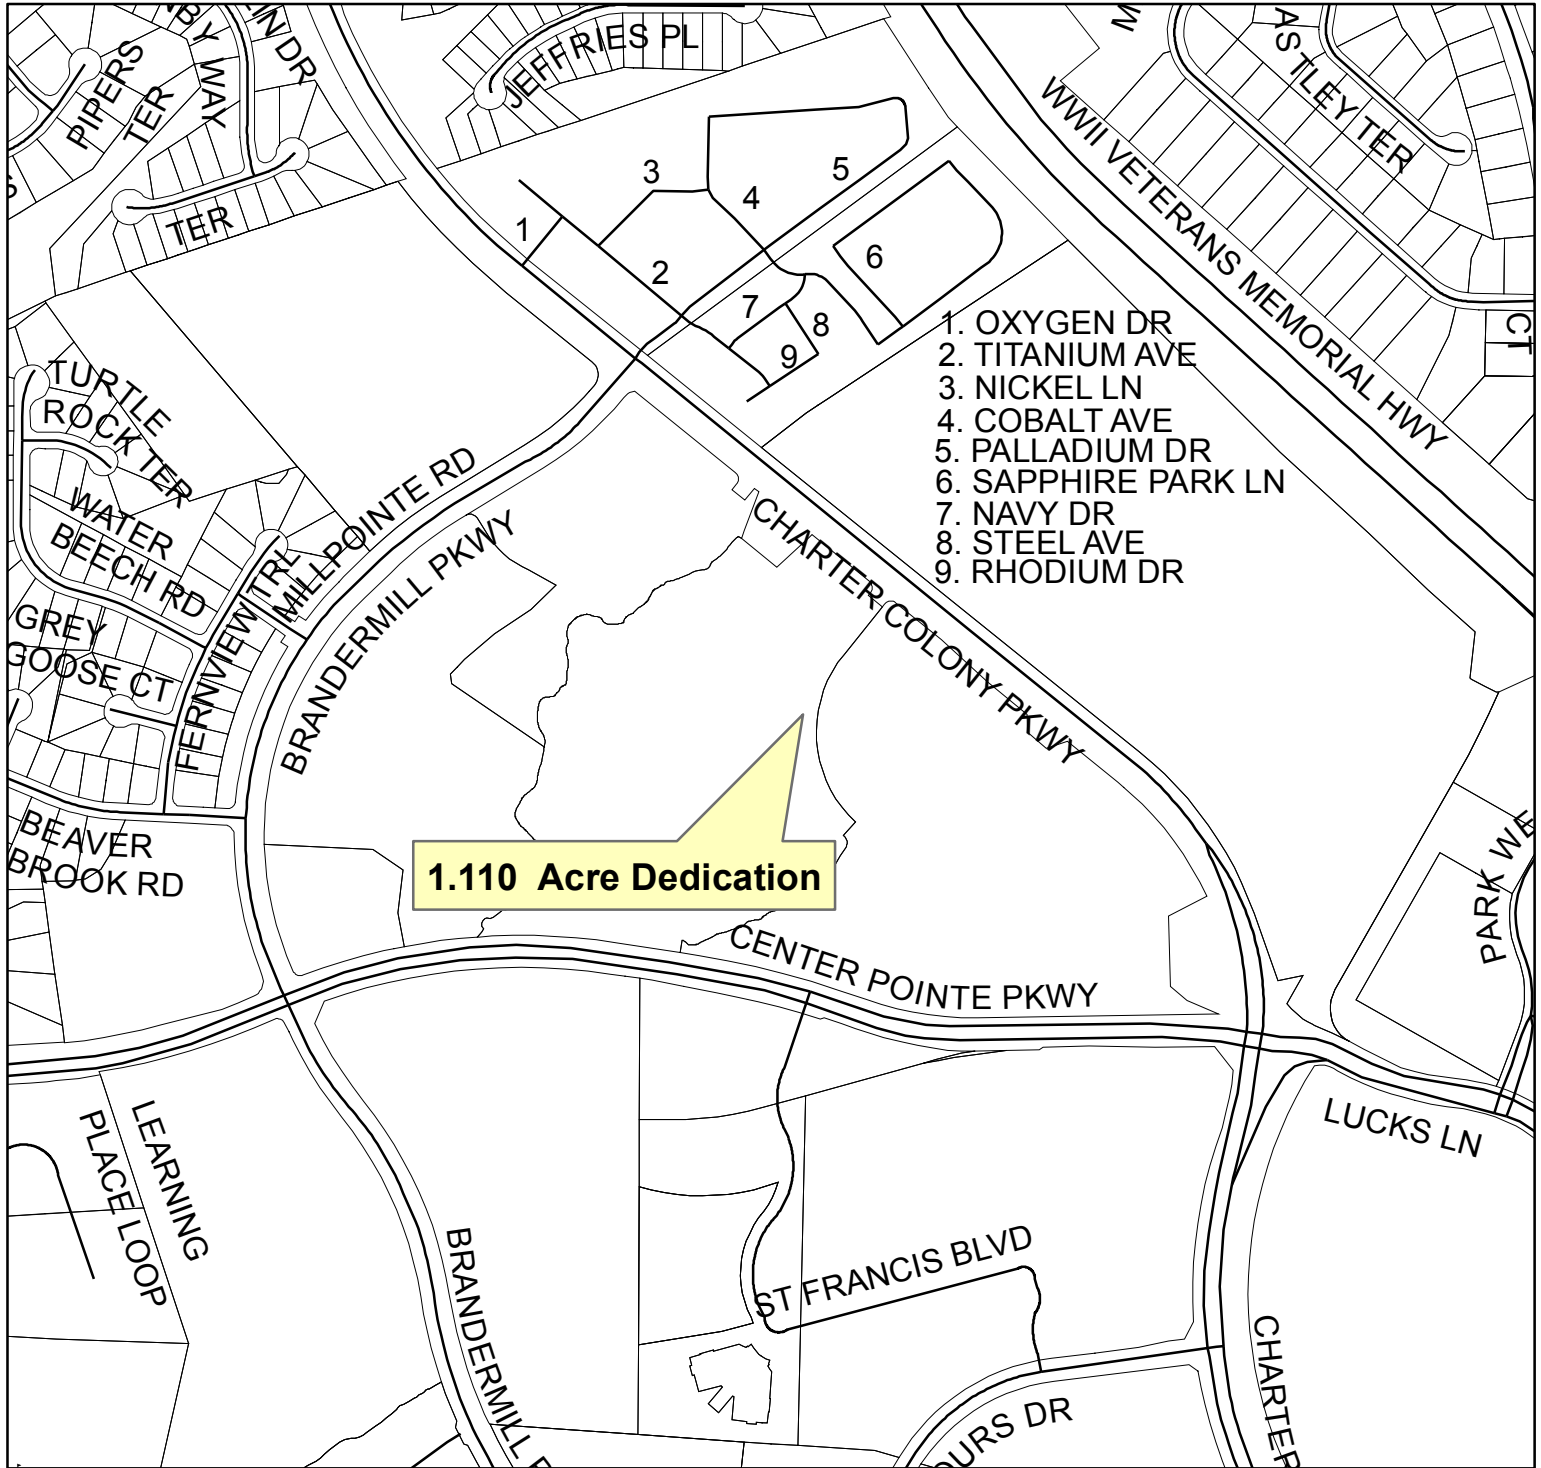 JEFFRIES PL
PIPERS
TER
WAY
DR
TER
ASTLEY TER
WWII VETERANS MEMORIAL HWY
CT
1
2
3
4
5
6
7
8
9
1. OXYGEN DR
2. TITANIUM AVE
3. NICKEL LN
4. COBALT AVE
5. PALLADIUM DR
6. SAPPHIRE PARK LN
7. NAVY DR
8. STEEL AVE
9. RHODIUM DR
TURTLE
ROCK TER
WATER
BEECH RD
GREY
GOOSE CT
FERNVIEW TRL
MILLPOINTE RD
BRANDERMILL PKWY
CHARTER COLONY PKWY
BEAVER
BROOK RD
1.110 Acre Dedication
CENTER POINTE PKWY
PARK WE
LUCKS LN
LEARNING
PLACE LOOP
BRANDERMILL
ST FRANCIS BLVD
CHARTER
OURS DR